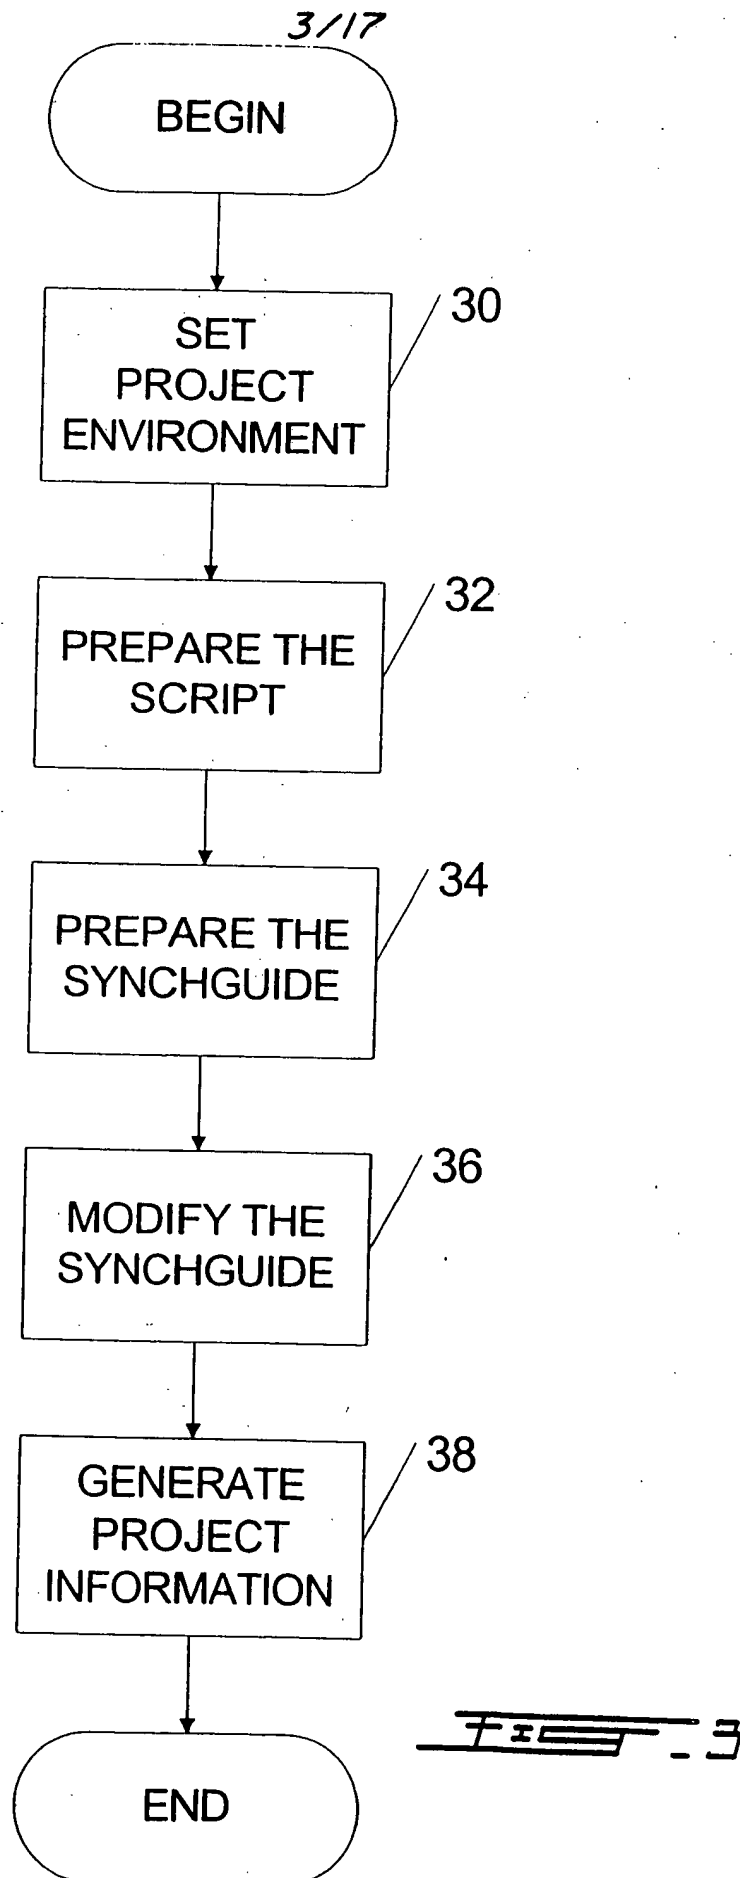 3/17
BEGIN
SET
PROJECT
ENVIRONMENT
30
PREPARE THE
SCRIPT
32
PREPARE THE
SYNCHGUIDE
34
MODIFY THE
SYNCHGUIDE
36
GENERATE
PROJECT
INFORMATION
38
END
FIG_3